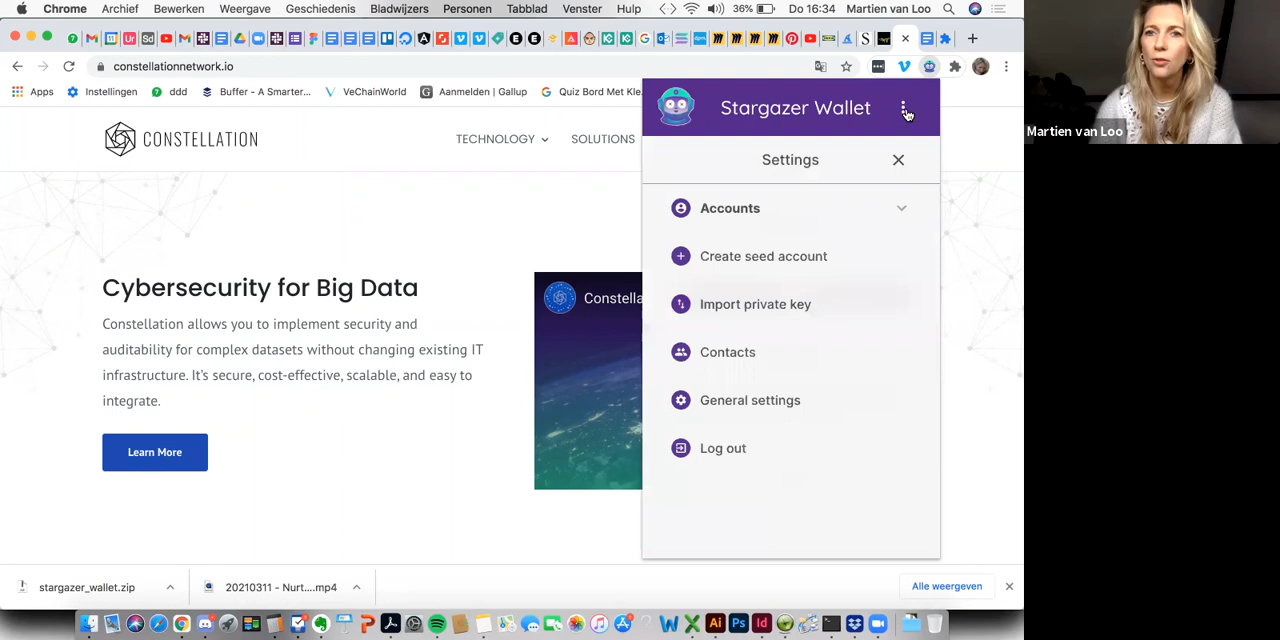 Chrome Archief Bewerken Weergave Geschiedenis Bladwijzers Personen Tabblad Venster Hulp 36% Do 16:34 Martien van Loo
constellationnetwork.io
Apps Instellingen ddd Buffer - A Smarter... VeChainWorld Aanmelden | Gallup Quiz Bord Met Kle
Stargazer Wallet
Martien van Loo
CONSTELLATION
TECHNOLOGY SOLUTIONS
Settings
Accounts
Create seed account
Import private key
Contacts
General settings
Log out
Cybersecurity for Big Data
Constella
Constellation allows you to implement security and
auditability for complex datasets without changing existing IT
infrastructure. It's secure, cost-effective, scalable, and easy to
integrate.
Learn More
stargazer_wallet.zip
20210311 - Nurt....mp4
Alle weergeven